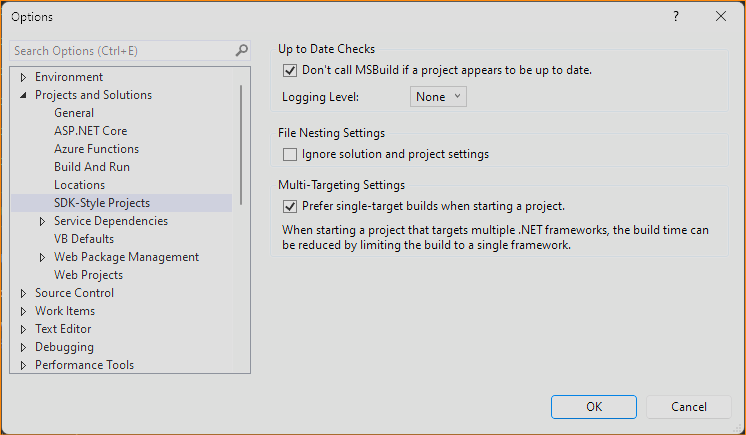 Options
Search Options (Ctrl+E)
Environment
Projects and Solutions
General
ASP.NET Core
Azure Functions
Build And Run
Locations
SDK-Style Projects
Service Dependencies
VB Defaults
Web Package Management
Web Projects
Source Control
Work Items
Text Editor
Debugging
Performance Tools
Up to Date Checks
Don't call MSBuild if a project appears to be up to date.
Logging Level: None
File Nesting Settings
Ignore solution and project settings
Multi-Targeting Settings
Prefer single-target builds when starting a project.
When starting a project that targets multiple .NET frameworks, the build time can
be reduced by limiting the build to a single framework.
OK Cancel